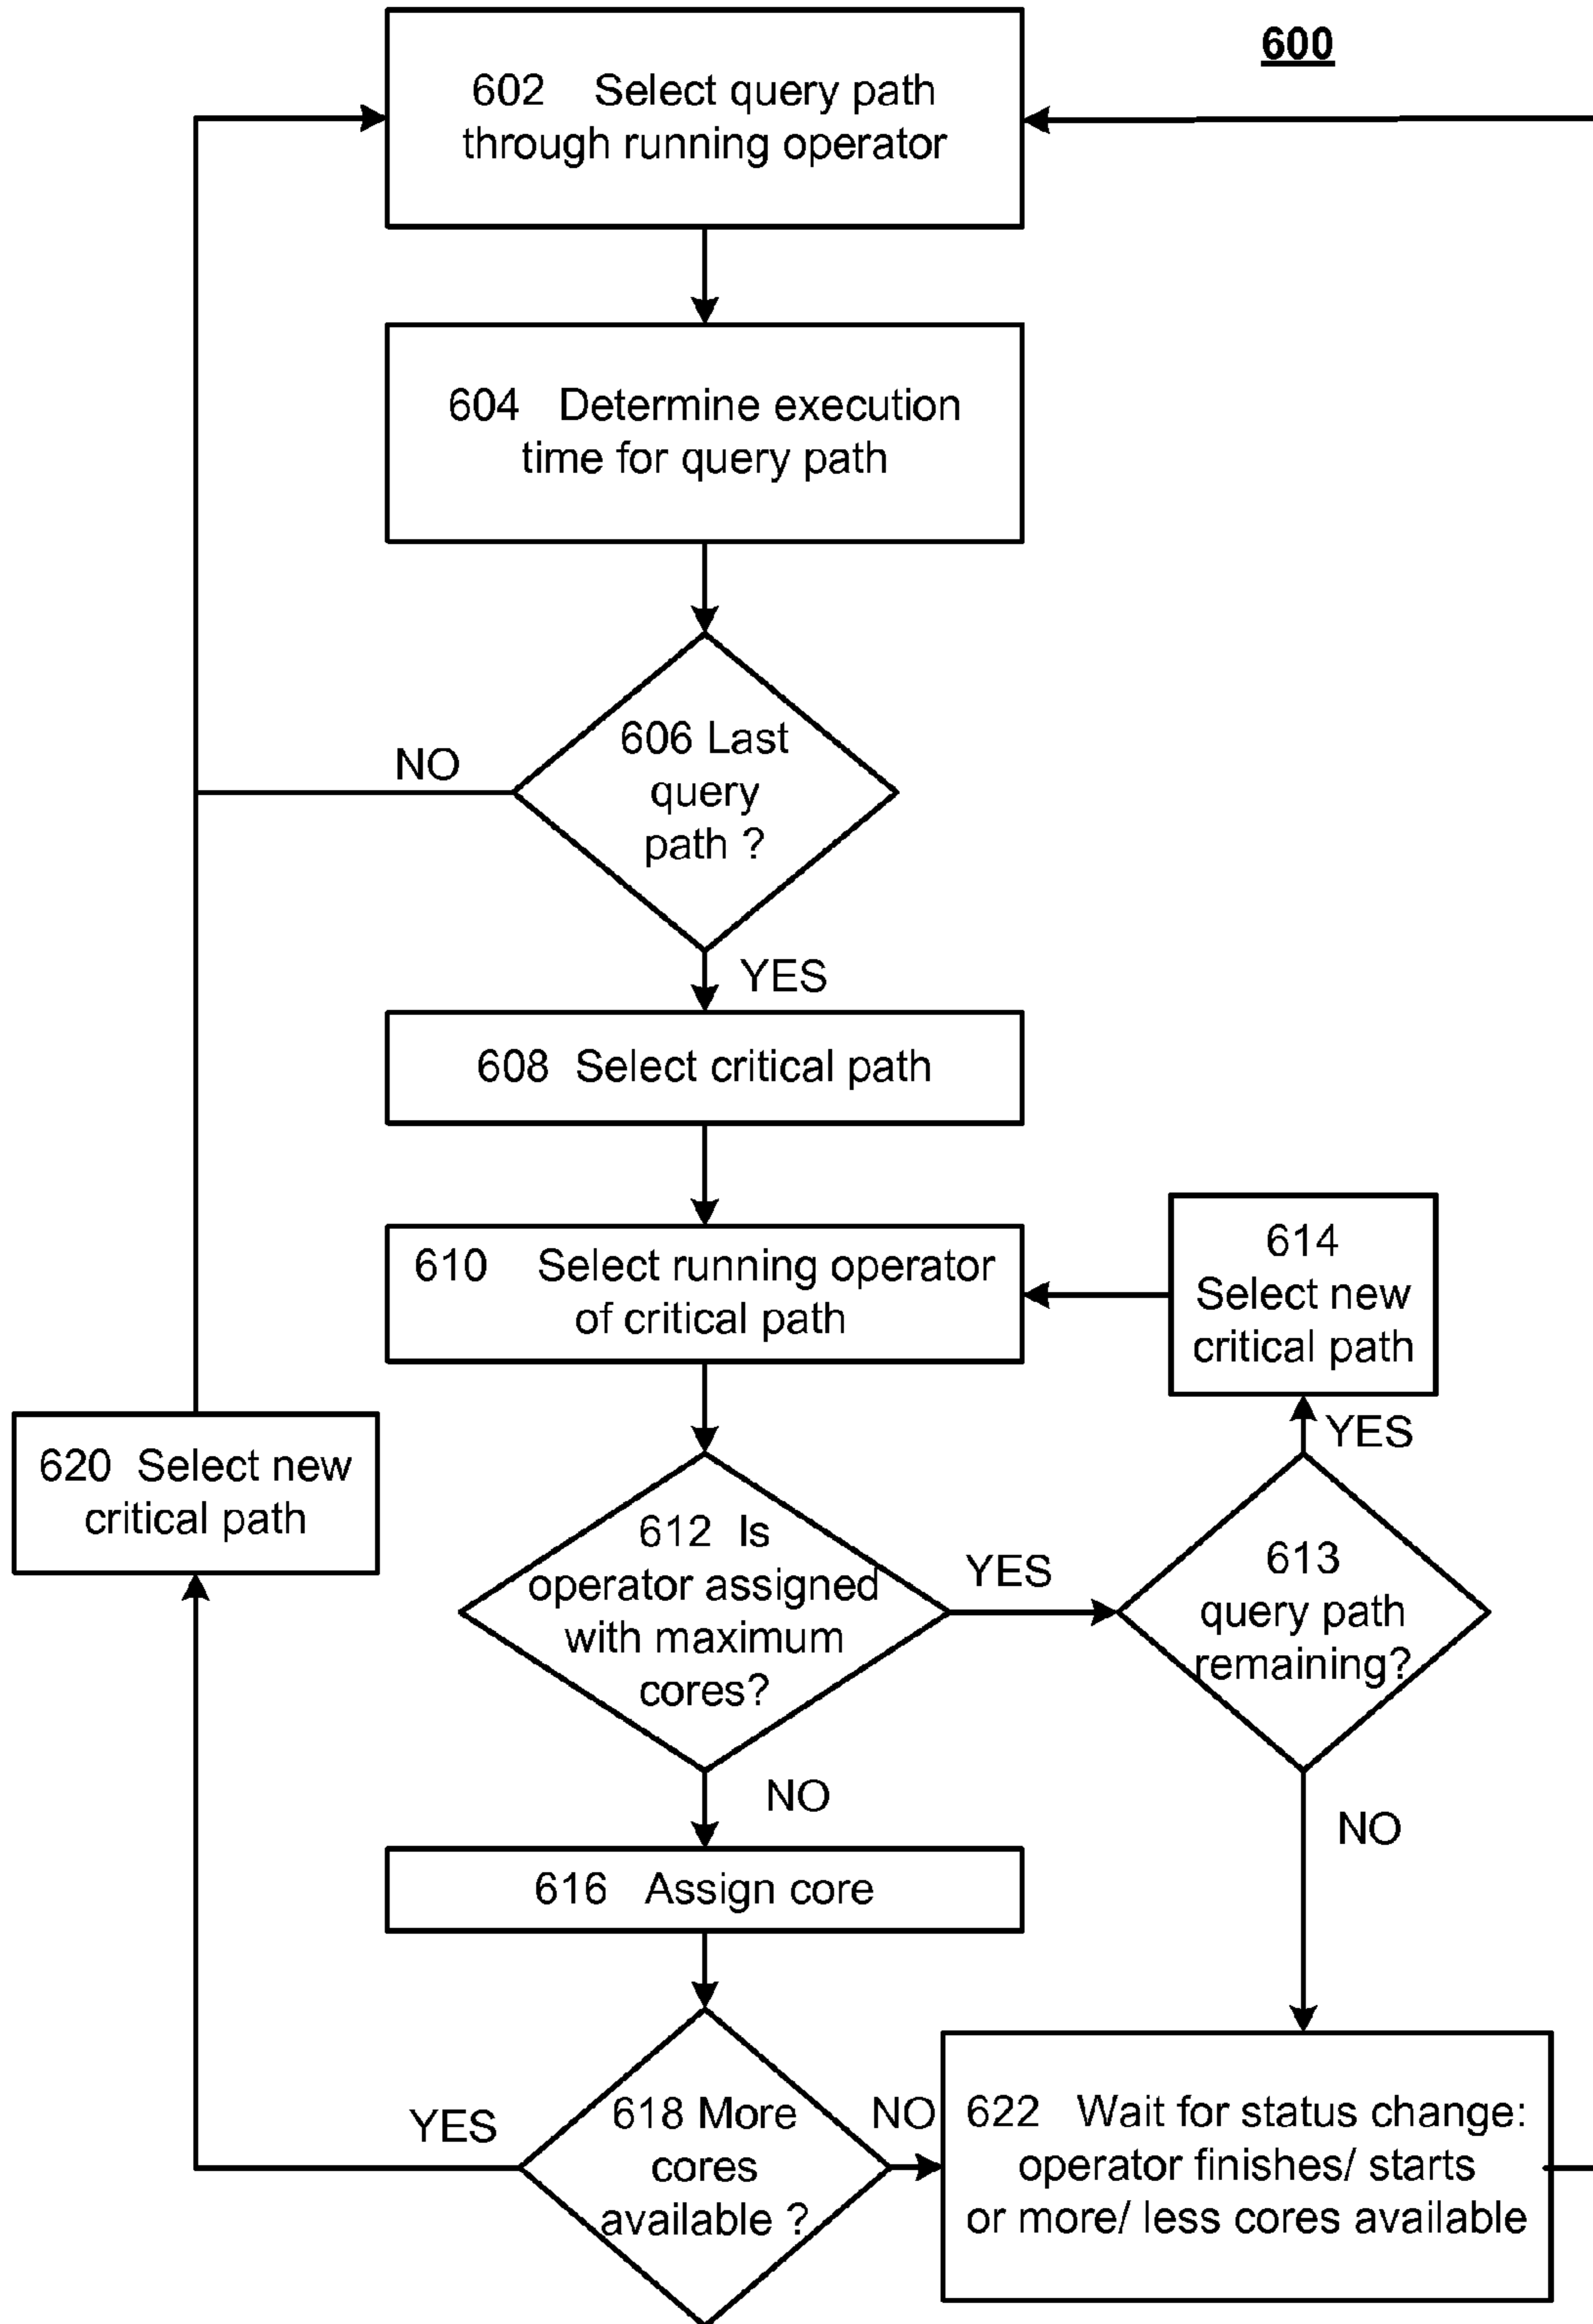 600
602 Select query path
through running operator
604 Determine execution
time for query path
606 Last
query
path ?
NO
YES
608 Select critical path
610 Select running operator
of critical path
614
Select new
critical path
YES
620 Select new
critical path
612 Is
operator assigned
with maximum
cores?
YES
613
query path
remaining?
NO
NO
616 Assign core
618 More
cores
available ?
YES
NO
622 Wait for status change:
operator finishes/ starts
or more/ less cores available